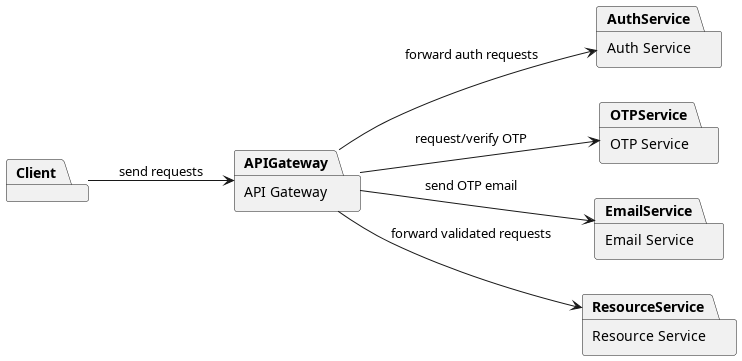 AuthService
Auth Service
forward auth requests
OTPService
OTP Service
request/verify OTP
Client
send requests
APIGateway
API Gateway
send OTP email
EmailService
Email Service
forward validated requests
ResourceService
Resource Service